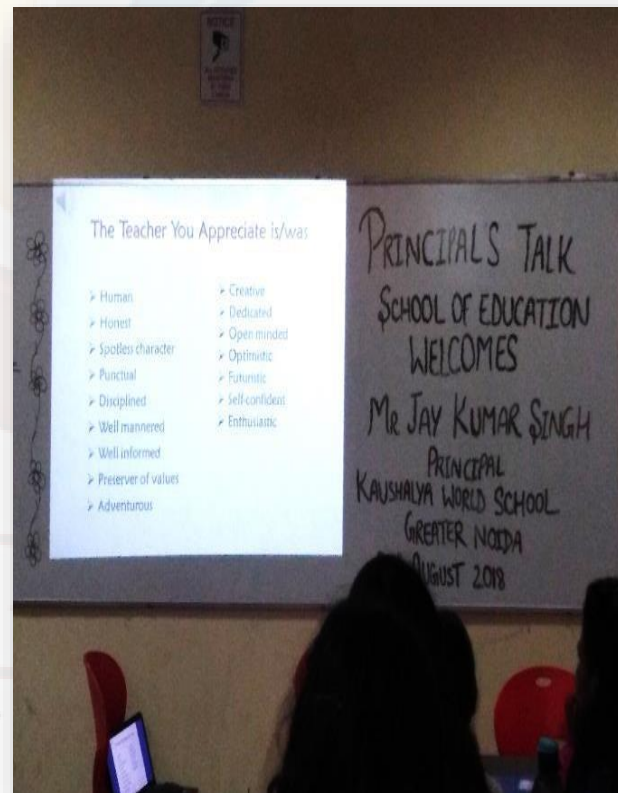 NOTICE
The Teacher You Appreciate is/was
➢ Human
➢ Honest
➢ Spotless character
➢ Punctual
➢ Disciplined
➢ Well mannered
➢ Well informed
➢ Preserver of values
➢ Adventurous
➢ Creative
➢ Dedicated
➢ Open minded
➢ Optimistic
➢ Futuristic
➢ Self-confident
➢ Enthusiastic
PRINCIPALS TALK
SCHOOL OF EDUCATION
WELCOMES
MR JAY KUMAR SINGH
PRINCIPAL
KAUSHALYA WORLD SCHOOL
GREATER NOIDA
AUGUST 2018